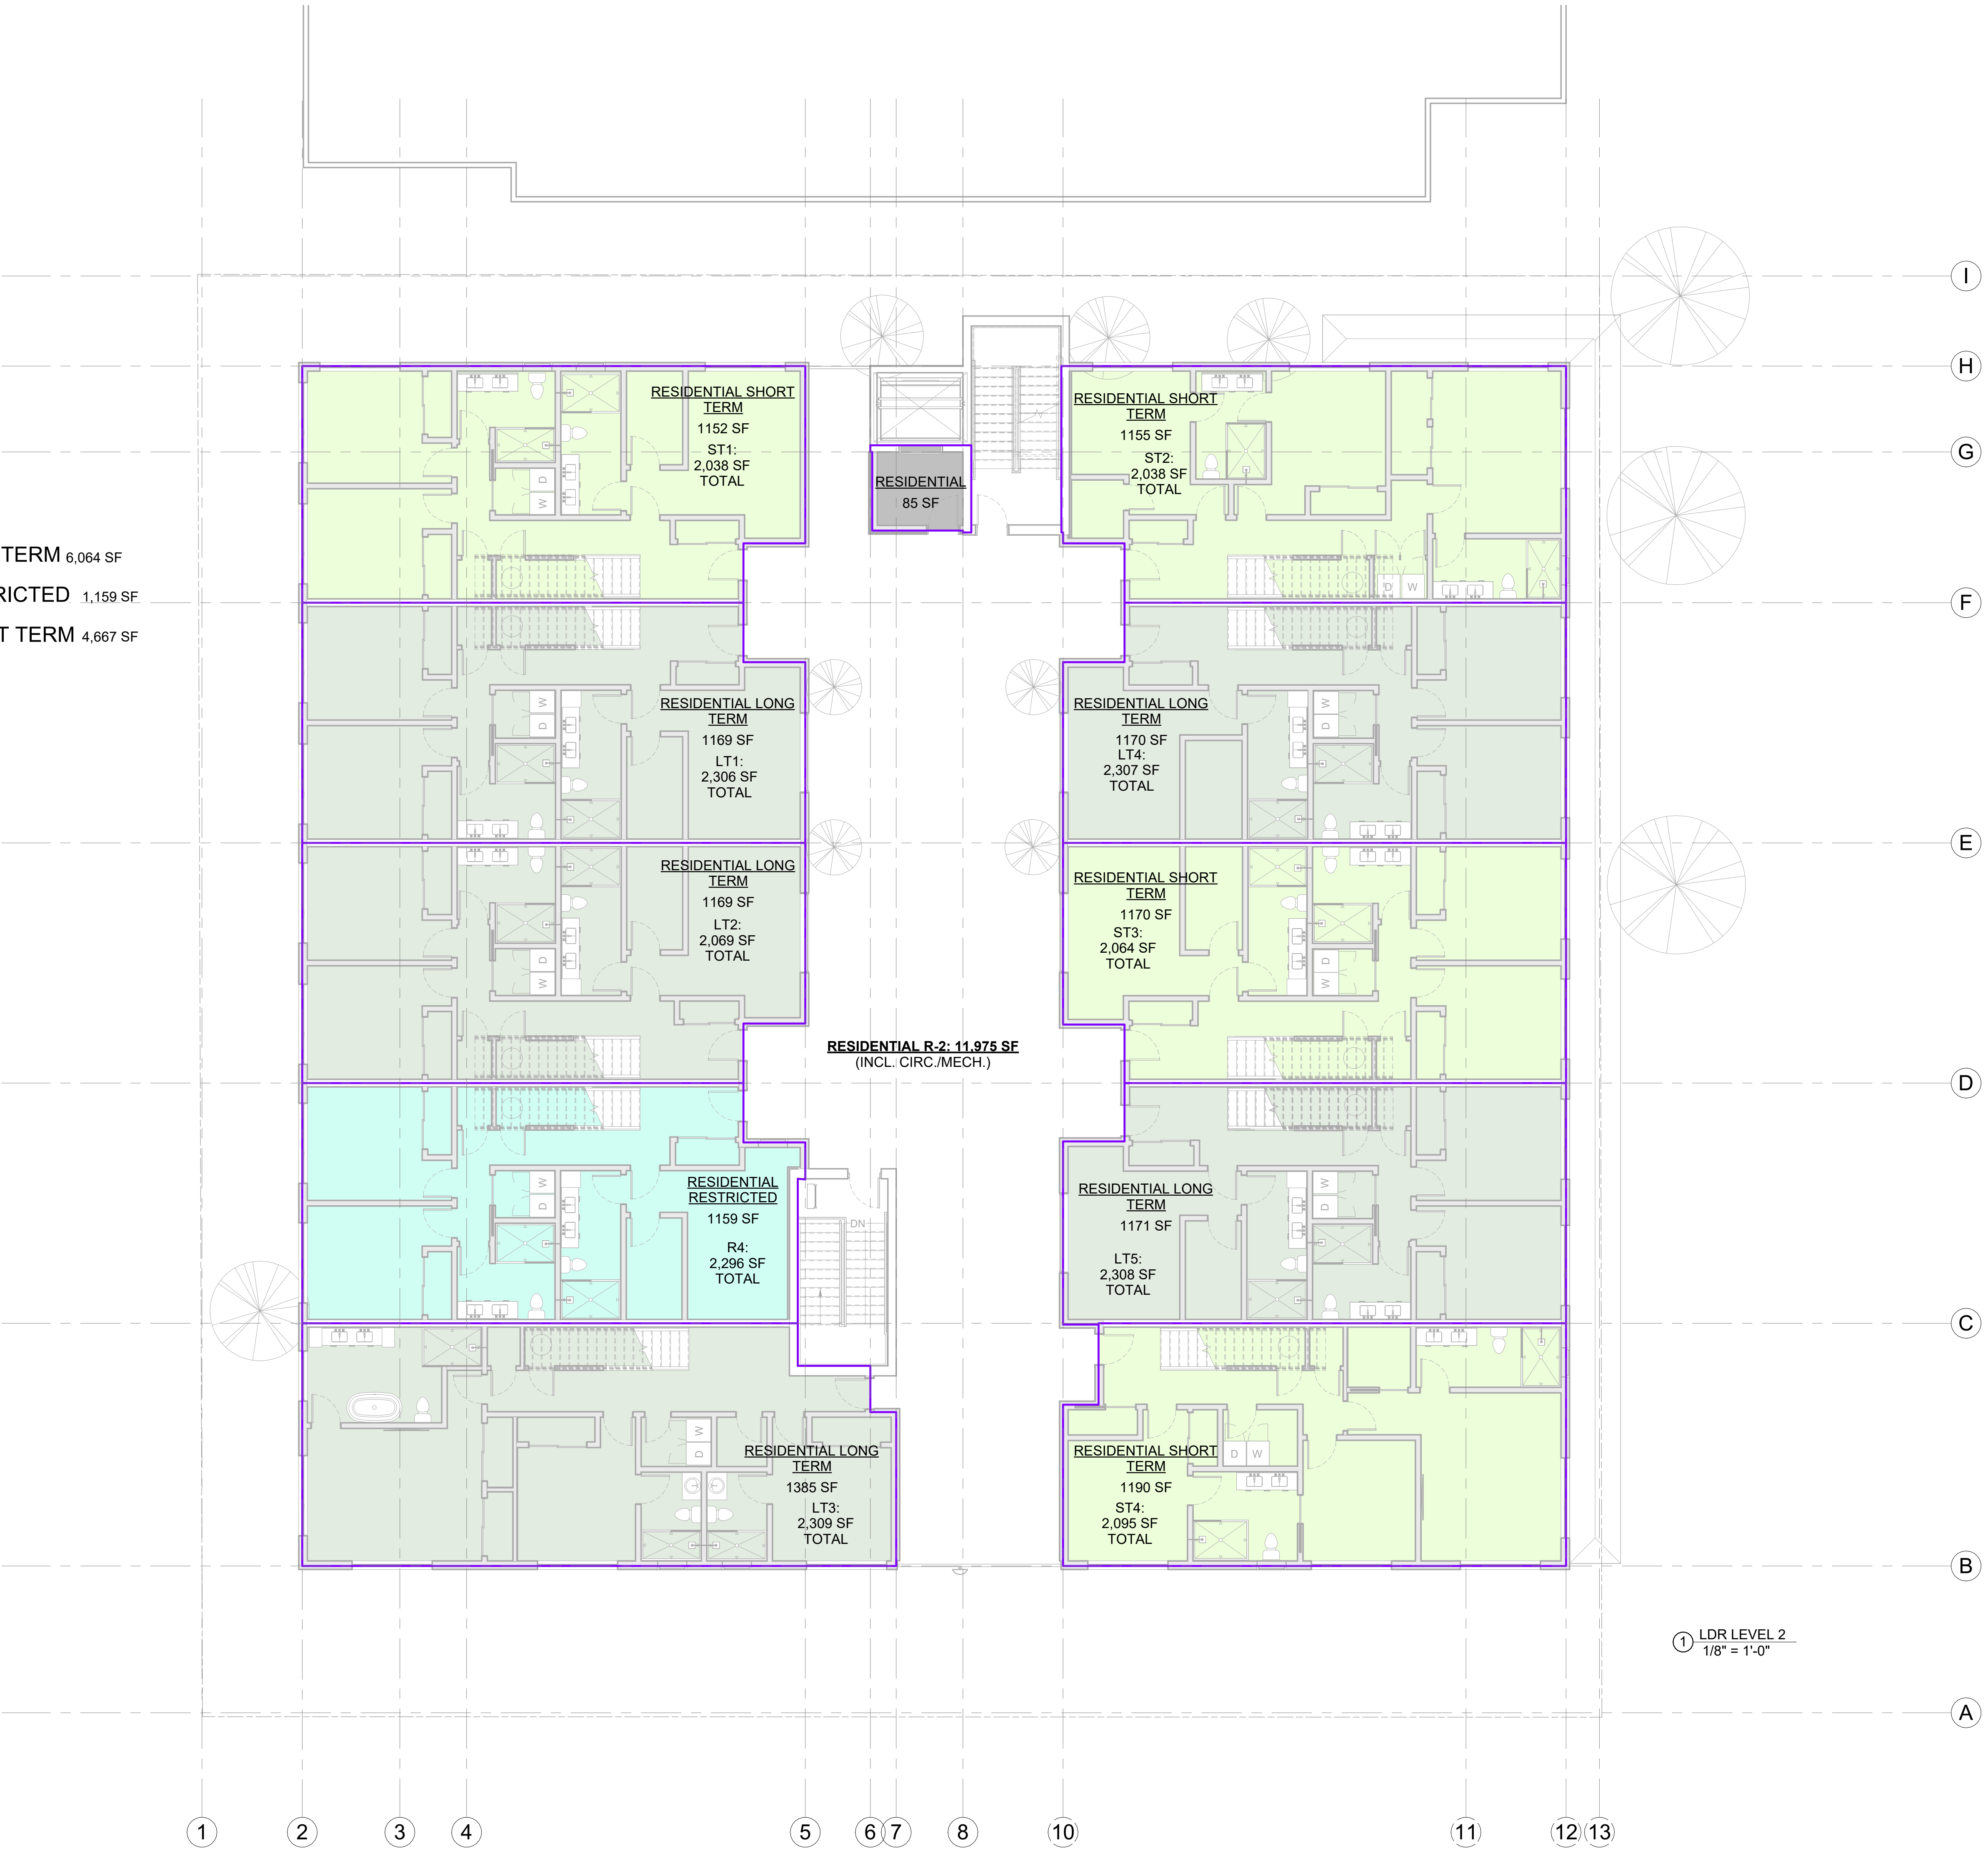 I
H
RESIDENTIAL SHORT
TERM
1152 SF
ST1:
2,038 SF
TOTAL
D
W
RESIDENTIAL
85 SF
RESIDENTIAL SHORT
TERM
1155 SF
ST2:
2,038 SF
TOTAL
D W
G
TERM 6,064 SF
RICTED 1,159 SF
T TERM 4,667 SF
F
RESIDENTIAL LONG
TERM
1169 SF
LT1:
2,306 SF
TOTAL
W
D
RESIDENTIAL LONG
TERM
1170 SF
LT4:
2,307 SF
TOTAL
W
D
E
RESIDENTIAL LONG
TERM
1169 SF
LT2:
2,069 SF
TOTAL
D
W
RESIDENTIAL SHORT
TERM
1170 SF
ST3:
2,064 SF
TOTAL
D
W
RESIDENTIAL R-2: 11,975 SF
(INCL. CIRC./MECH.)
D
RESIDENTIAL
RESTRICTED
1159 SF
R4:
2,296 SF
TOTAL
W
D
DN
RESIDENTIAL LONG
TERM
1171 SF
LT5:
2,308 SF
TOTAL
W
D
C
RESIDENTIAL LONG
TERM
1385 SF
LT3:
2,309 SF
TOTAL
W
D
RESIDENTIAL SHORT
TERM
1190 SF
ST4:
2,095 SF
TOTAL
D W
B
1 LDR LEVEL 2
1/8" = 1'-0"
A
1 2 3 4 5 6 7 8 10 11 12 13